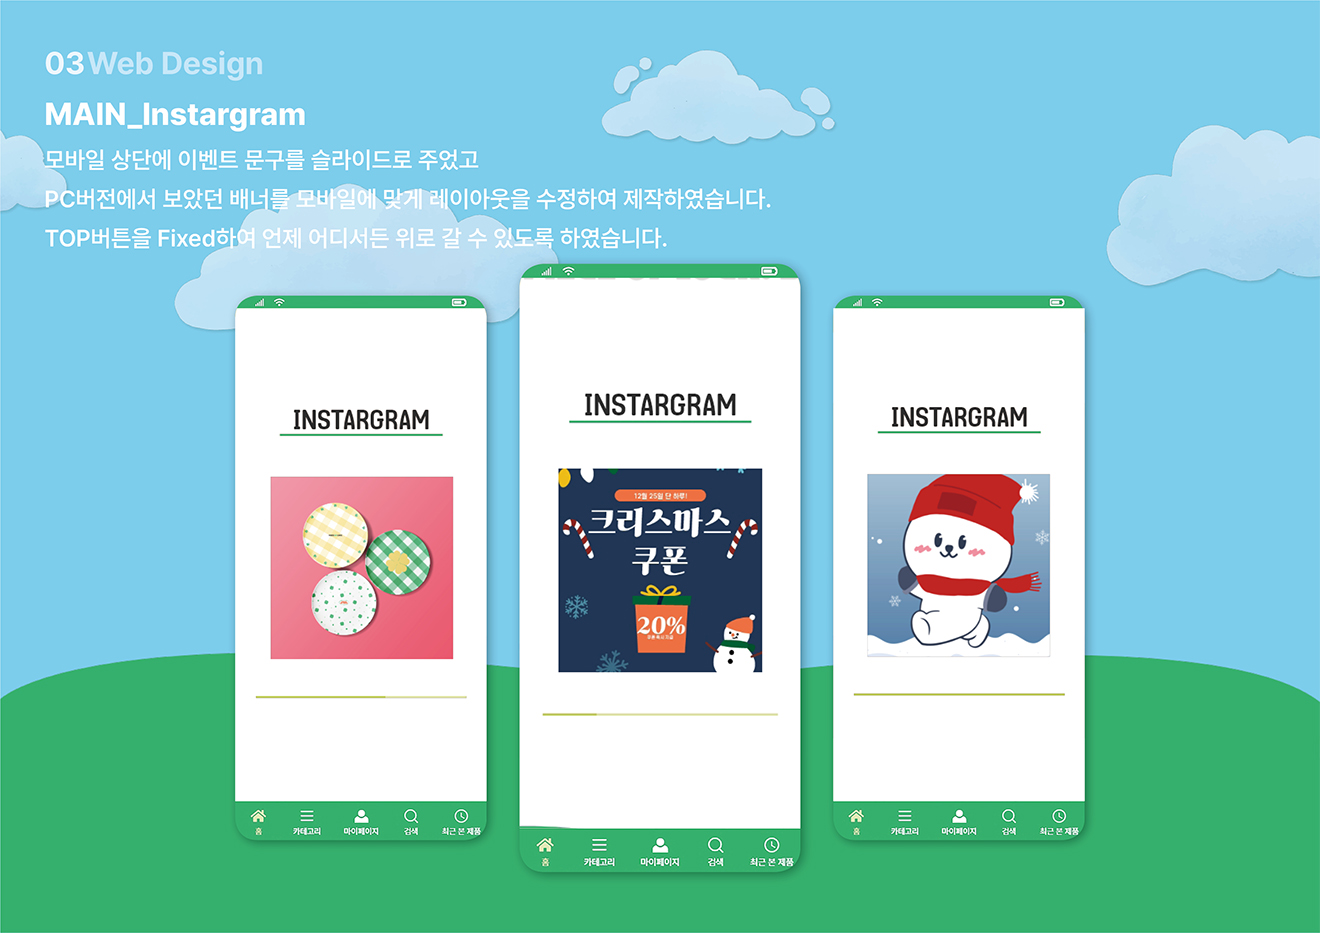 03 Web Design
MAIN_Instargram
모바일 상단에 이벤트 문구를 슬라이드로 주었고
PC버전에서 보았던 배너를 모바일에 맞게 레이아웃을 수정하여 제작하였습니다.
TOP버튼을 Fixed하여 언제 어디서든 위로 갈 수 있도록 하였습니다.
INSTARGRAM
홈 카테고리 마이페이지 검색 최근 본 제품
INSTARGRAM
12월 25일 단 하루!
크리스마스
쿠폰
20%
홈 카테고리 마이페이지 검색 최근 본 제품
INSTARGRAM
홈 카테고리 마이페이지 검색 최근 본 제품